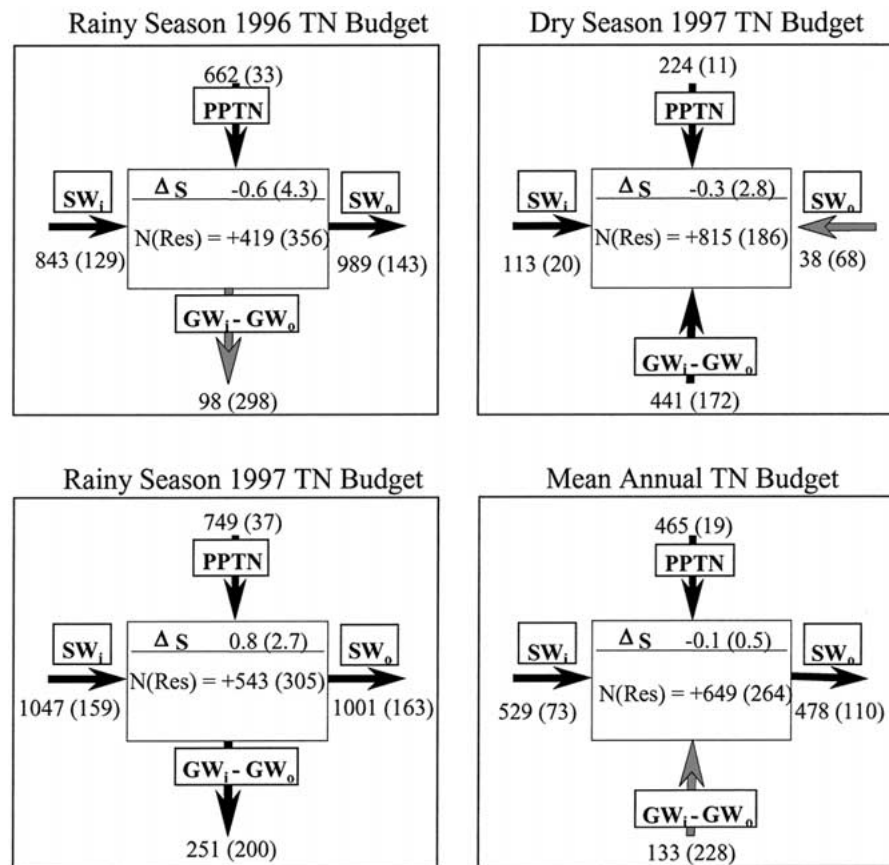 Rainy Season 1996 TN Budget
662 (33)
PPTN
SWi
ΔS -0.6 (4.3)
SWo
N(Res) = +419 (356)
843 (129)
989 (143)
GWi - GWo
98 (298)
Dry Season 1997 TN Budget
224 (11)
PPTN
SWi
ΔS -0.3 (2.8)
SWo
N(Res) = +815 (186)
113 (20)
38 (68)
GWi - GWo
441 (172)
Rainy Season 1997 TN Budget
749 (37)
PPTN
SWi
ΔS 0.8 (2.7)
SWo
N(Res) = +543 (305)
1047 (159)
1001 (163)
GWi - GWo
251 (200)
Mean Annual TN Budget
465 (19)
PPTN
SWi
ΔS -0.1 (0.5)
SWo
N(Res) = +649 (264)
529 (73)
478 (110)
GWi - GWo
133 (228)